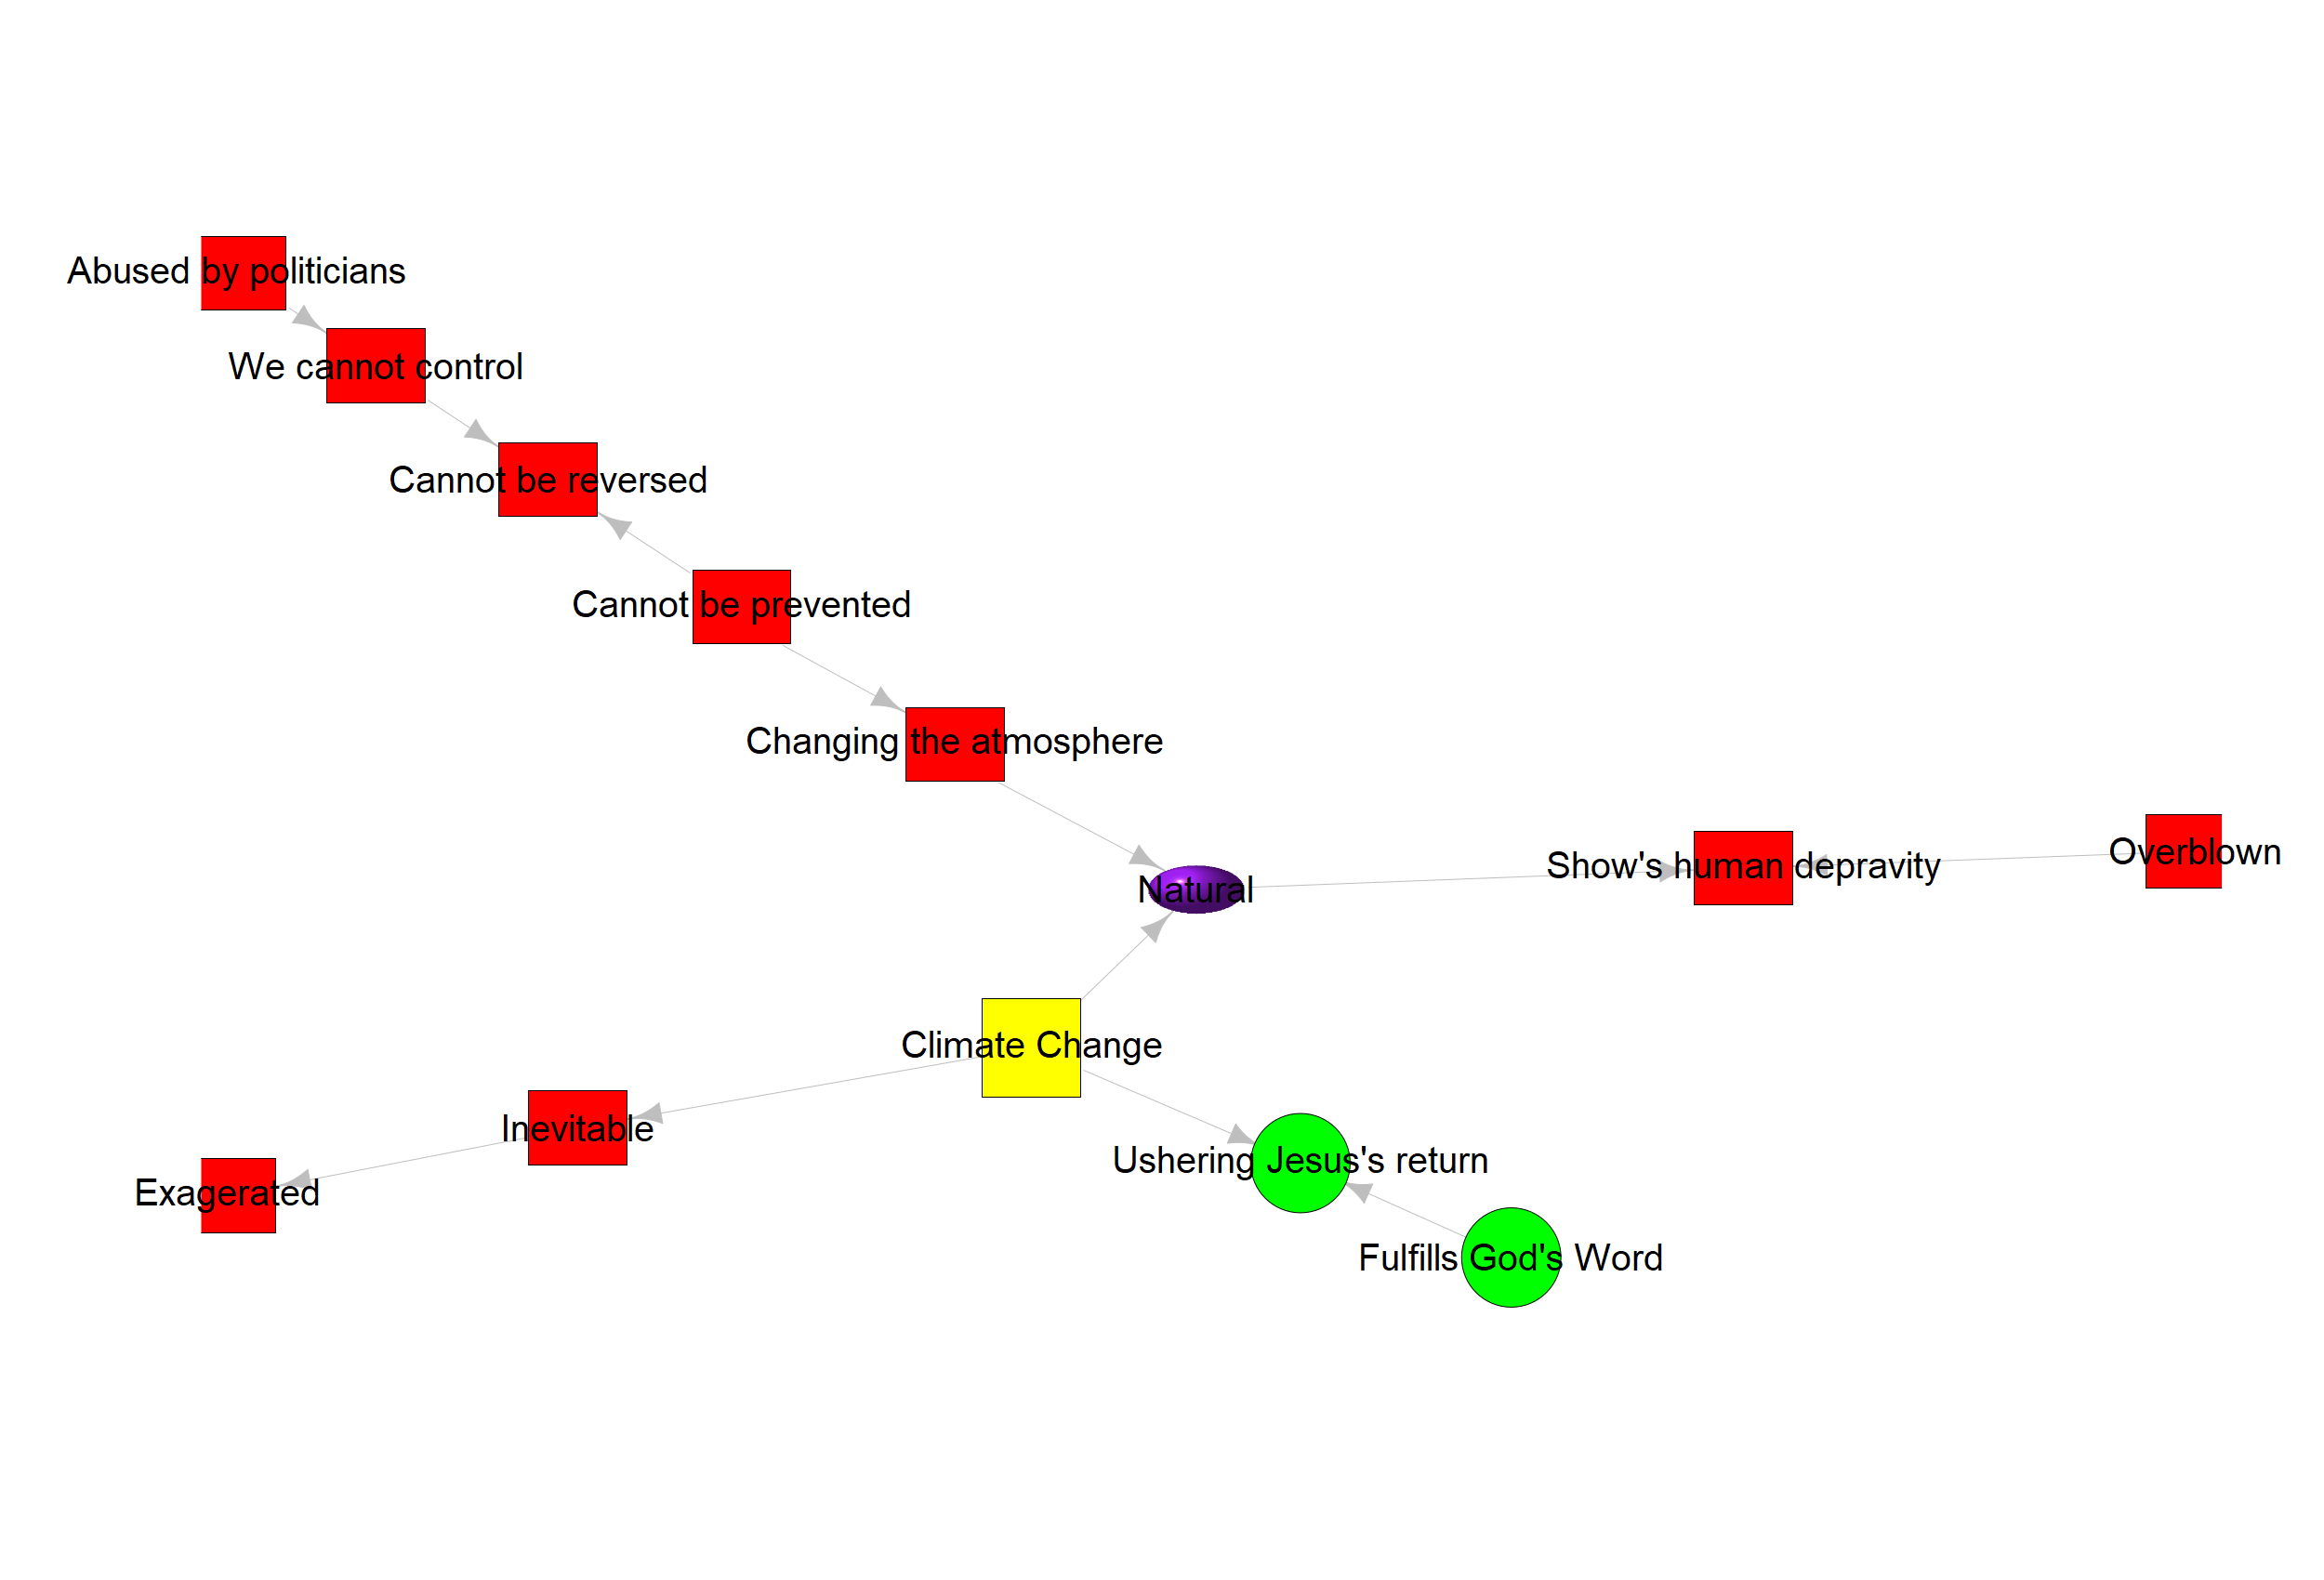 Abused by politicians
We cannot control
Cannot be reversed
Cannot be prevented
Changing the atmosphere
Overblown
Show's human depravity
Natural
Climate Change
Inevitable
Ushering Jesus's return
Exagerated
Fulfills God's Word